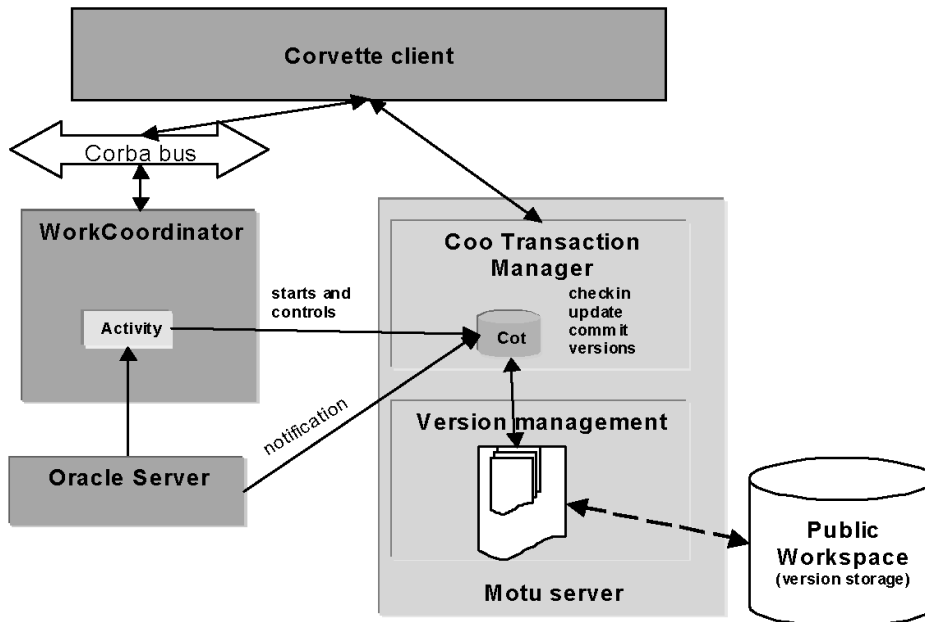 Corvette client
Corba bus
WorkCoordinator
Coo Transaction
Manager
starts and
controls
checkin
update
commit
versions
Activity
Cot
notification
Version management
Oracle Server
Public
Workspace
(version storage)
Motu server